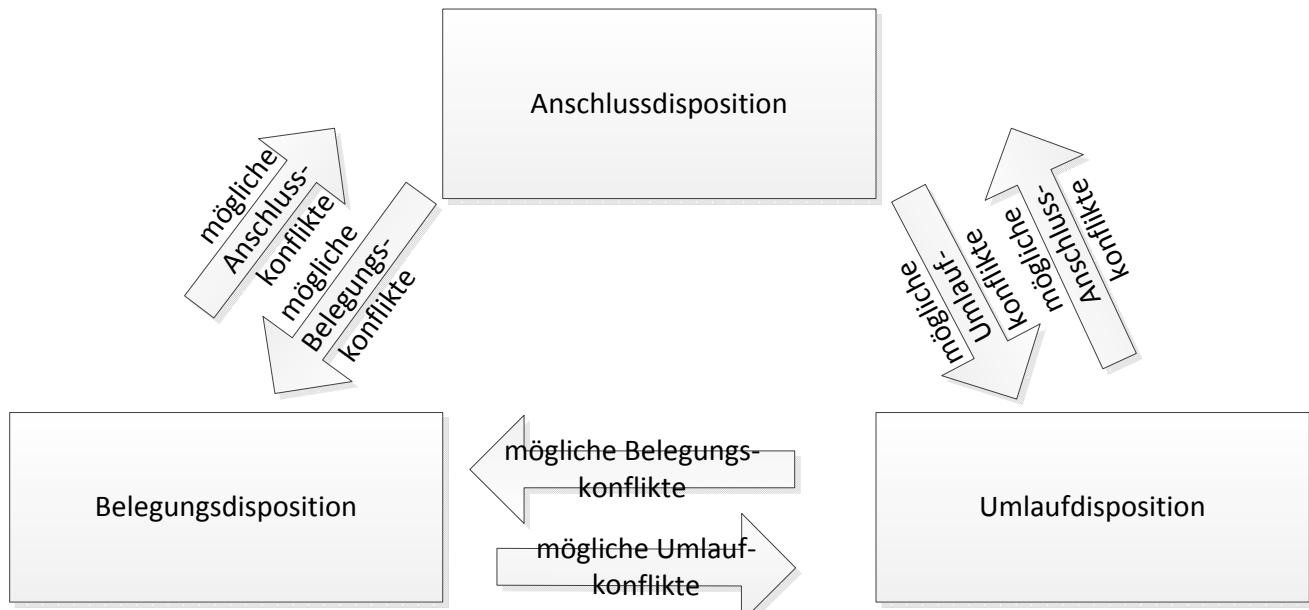 Anschlussdisposition
mögliche
Anschluss-
konflikte
mögliche
Belegungs-
konflikte
mögliche
Umlauf-
konflikte
mögliche
Anschluss-
konflikte
Belegungsdisposition
mögliche Belegungs-
konflikte
mögliche Umlauf-
konflikte
Umlaufdisposition